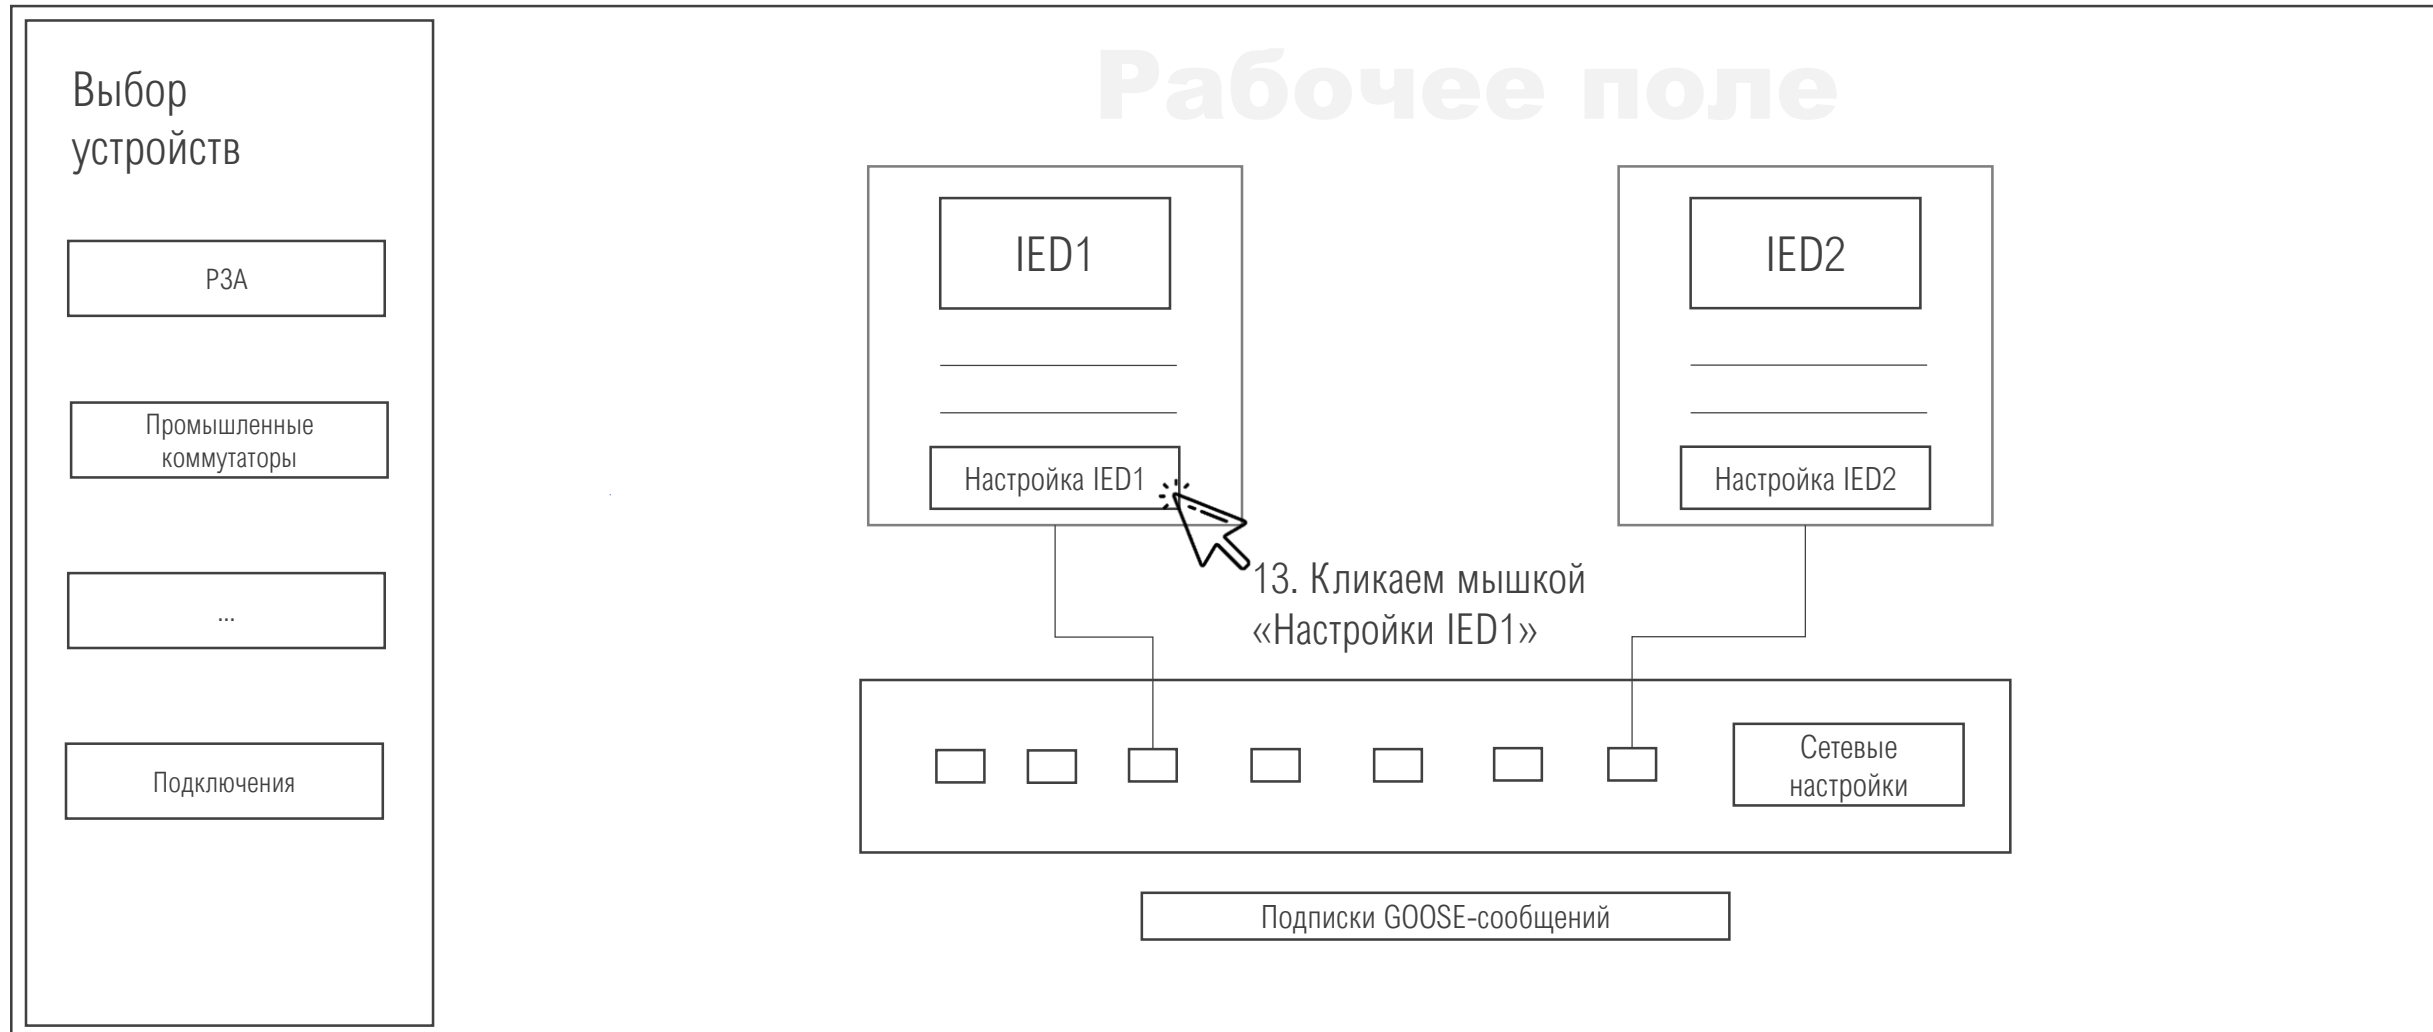 Рабочее поле
Выбор
устройств
РЗА
Промышленные
коммутаторы
...
Подключения
IED1
Настройка IED1
IED2
Настройка IED2
13. Кликаем мышкой
«Настройки IED1»
Сетевые
настройки
Подписки GOOSE-сообщений